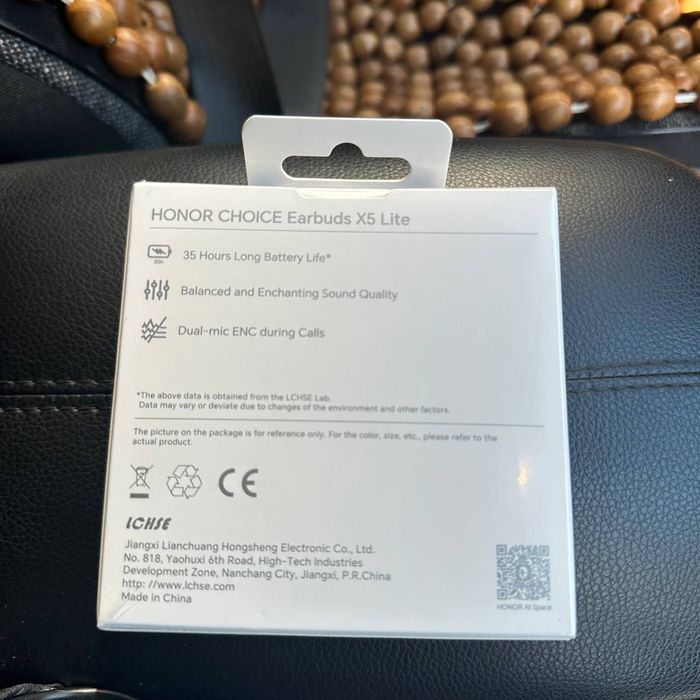 HONOR CHOICE Earbuds X5 Lite
35h
35 Hours Long Battery Life*
Balanced and Enchanting Sound Quality
Dual-mic ENC during Calls
*The above data is obtained from the LCHSE Lab.
Data may vary or deviate due to changes of the environment and other factors.
The picture on the package is for reference only. For the color, size, etc., please refer to the
actual product.
CE
LCHSE
Jiangxi Lianchuang Hongsheng Electronic Co., Ltd.
No. 818, Yaohuxi 6th Road, High-Tech Industries
Development Zone, Nanchang City, Jiangxi, P.R.China
http: //www.lchse.com
Made in China
HONOR AI Space